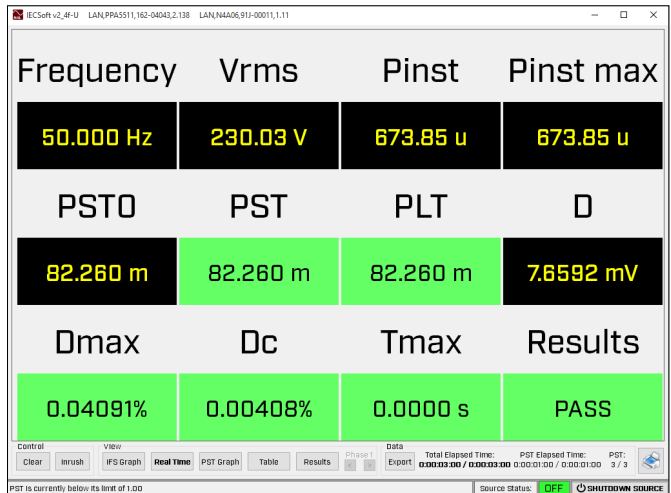 IECSoft v2_4f-U LAN,PPA5511,162-04043,2.138 LAN,N4A06,91J-00011,1.11
Frequency Vrms Pinst Pinst max
50.000 Hz 230.03 V 673.85 u 673.85 u
PST0 PST PLT D
82.260 m 82.260 m 82.260 m 7.6592 mV
Dmax Dc Tmax Results
0.04091% 0.00408% 0.0000 s PASS
Control View Data
Phase 1 Total Elapsed Time: PST Elapsed Time: PST:
Clear Inrush IFS Graph Real Time PST Graph Table Results < > Export 0:00:03:00 / 0:00:03:00 0:00:01:00 / 0:00:01:00 3 / 3
PST is currently below its limit of 1.00 Source Status: OFF SHUTDOWN SOURCE